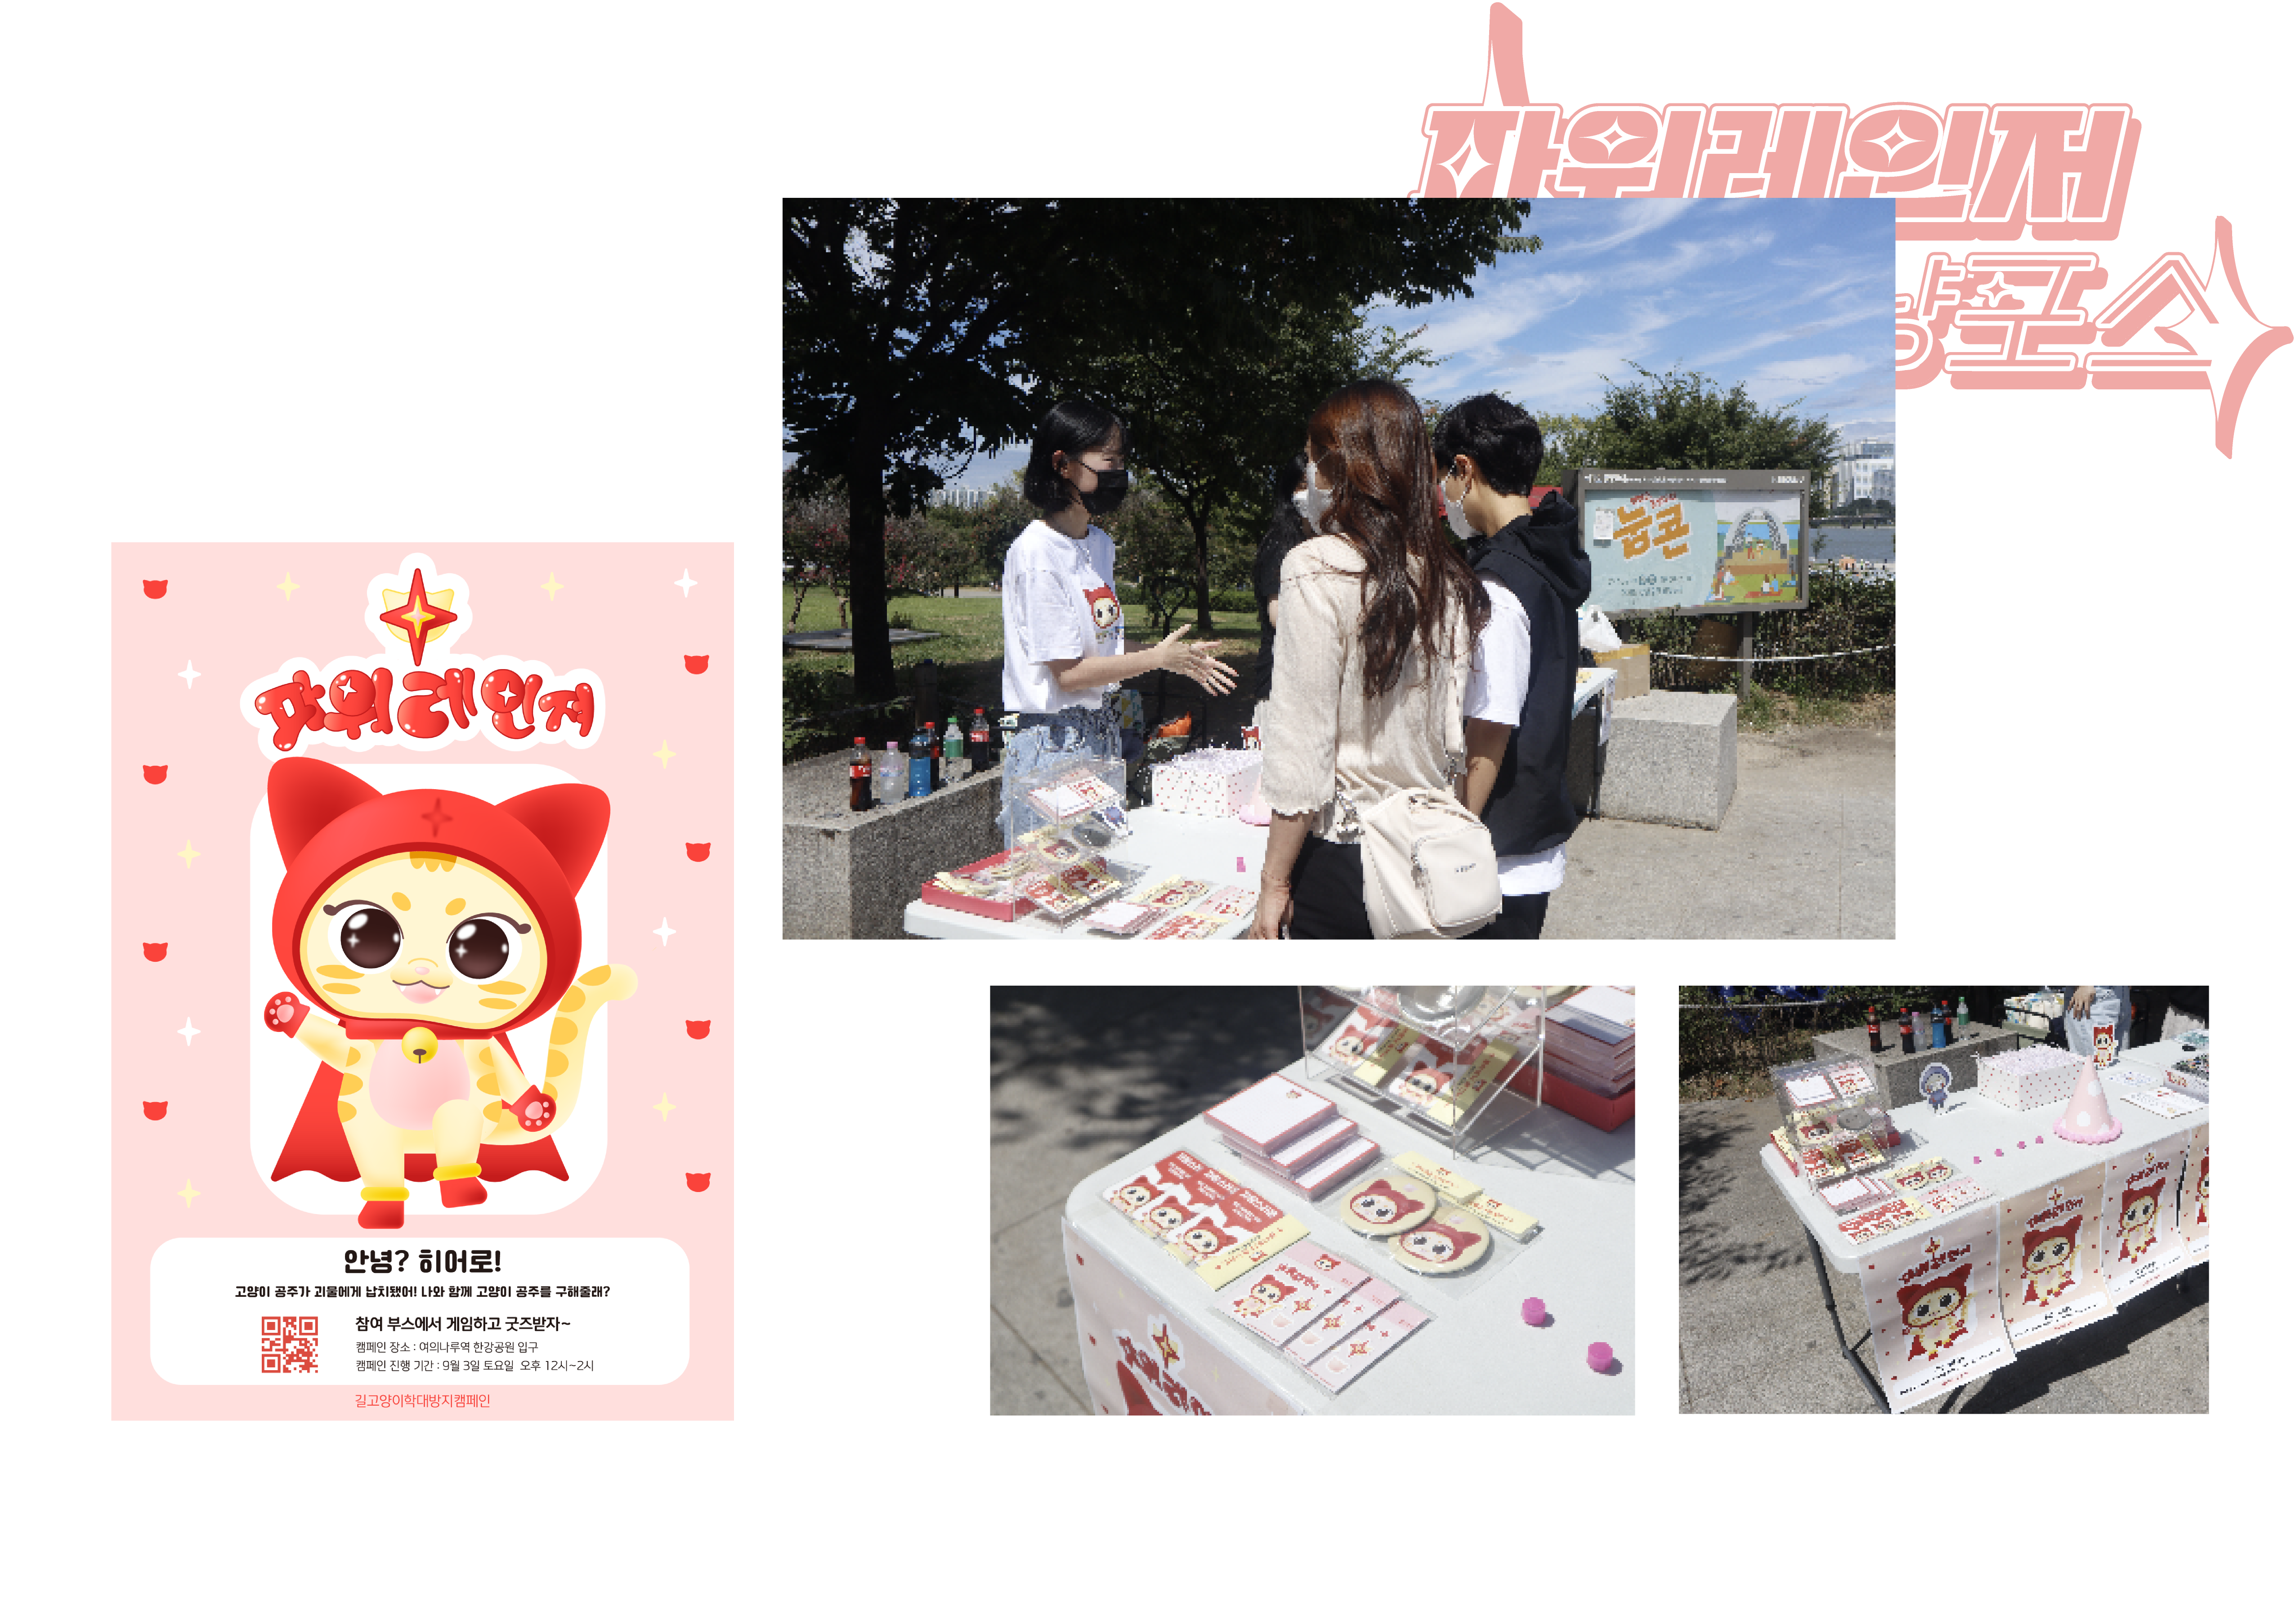 파워레인저
냥포스
파워레인져
안녕? 히어로!
고양이 공주가 괴물에게 납치됐어! 나와 함께 고양이 공주를 구해줄래?
참여 부스에서 게임하고 굿즈받자~
캠페인 장소 : 여의나루역 한강공원 입구
캠페인 진행 기간 : 9월 3일 토요일 오후 12시~2시
길고양이학대방지캠페인
눕콘